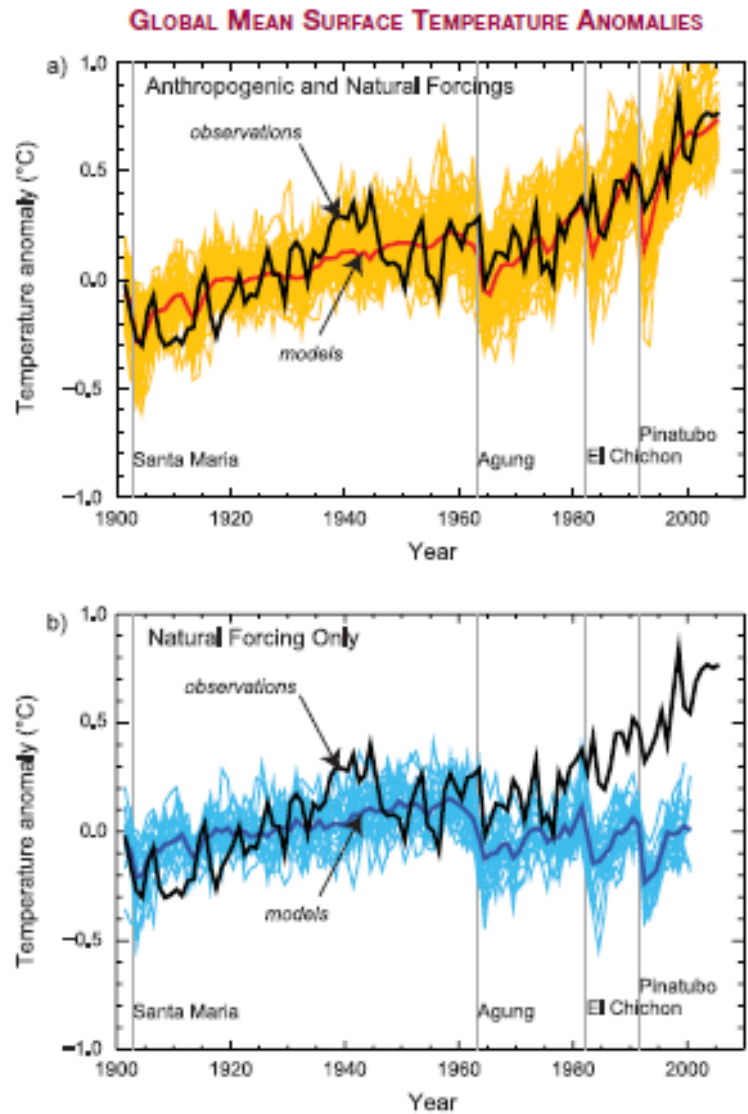 GLOBAL MEAN SURFACE TEMPERATURE ANOMALIES
a)
Anthropogenic and Natural Forcings
observations
models
Temperature anomaly (°C)
1.0
0.5
0.0
−0.5
−1.0
Santa Maria
Agung
El Chichon
Pinatubo
1900 1920 1940 1960 1980 2000
Year
b)
Natural Forcing Only
observations
models
Temperature anomaly (°C)
1.0
0.5
0.0
−0.5
−1.0
Santa Maria
Agung
El Chichon
Pinatubo
1900 1920 1940 1960 1980 2000
Year